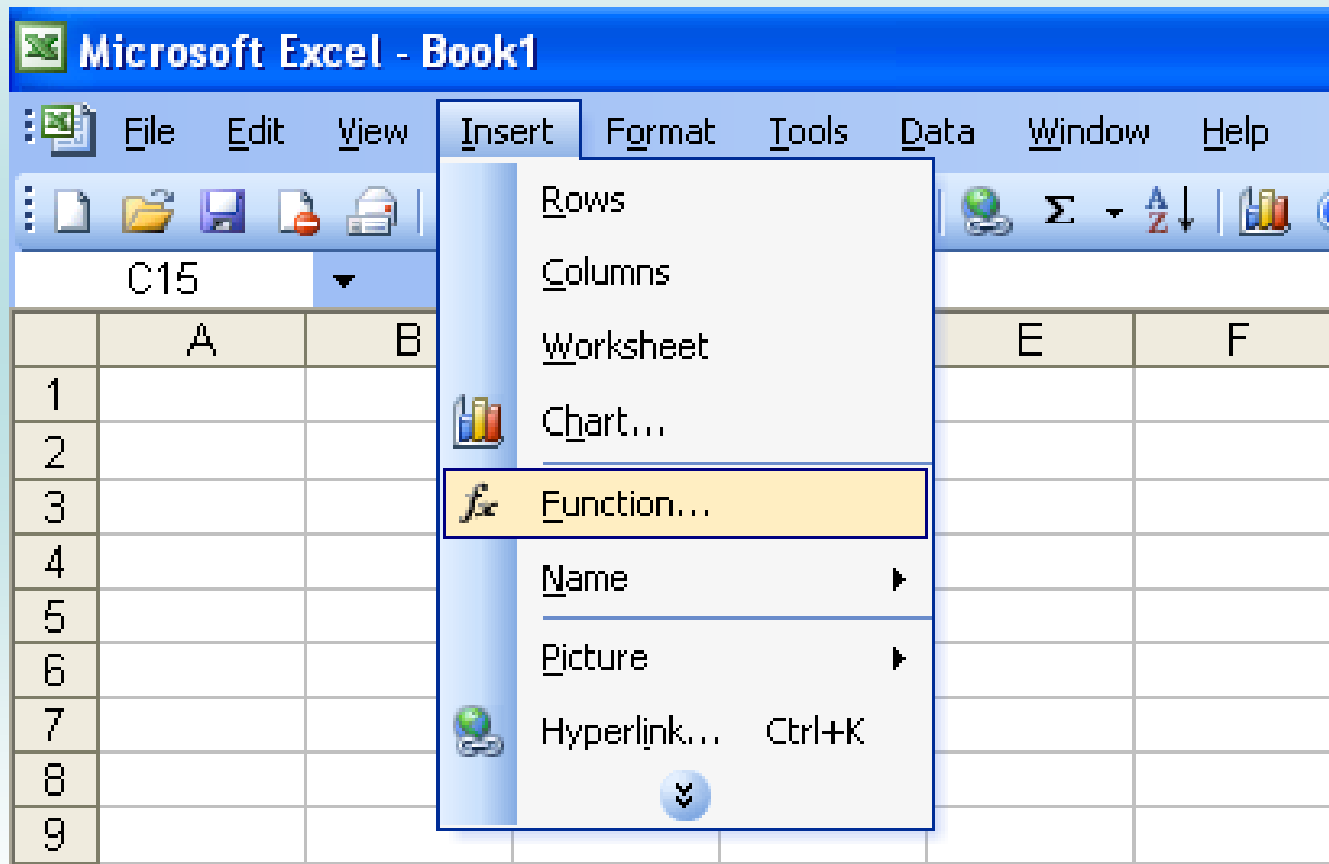 Microsoft Excel - Book1
File Edit View Insert Format Tools Data Window Help
Σ A Z
C15
A B E F
Rows
Columns
Worksheet
Chart...
fx Function...
Name
Picture
Hyperlink... Ctrl+K
1
2
3
4
5
6
7
8
9